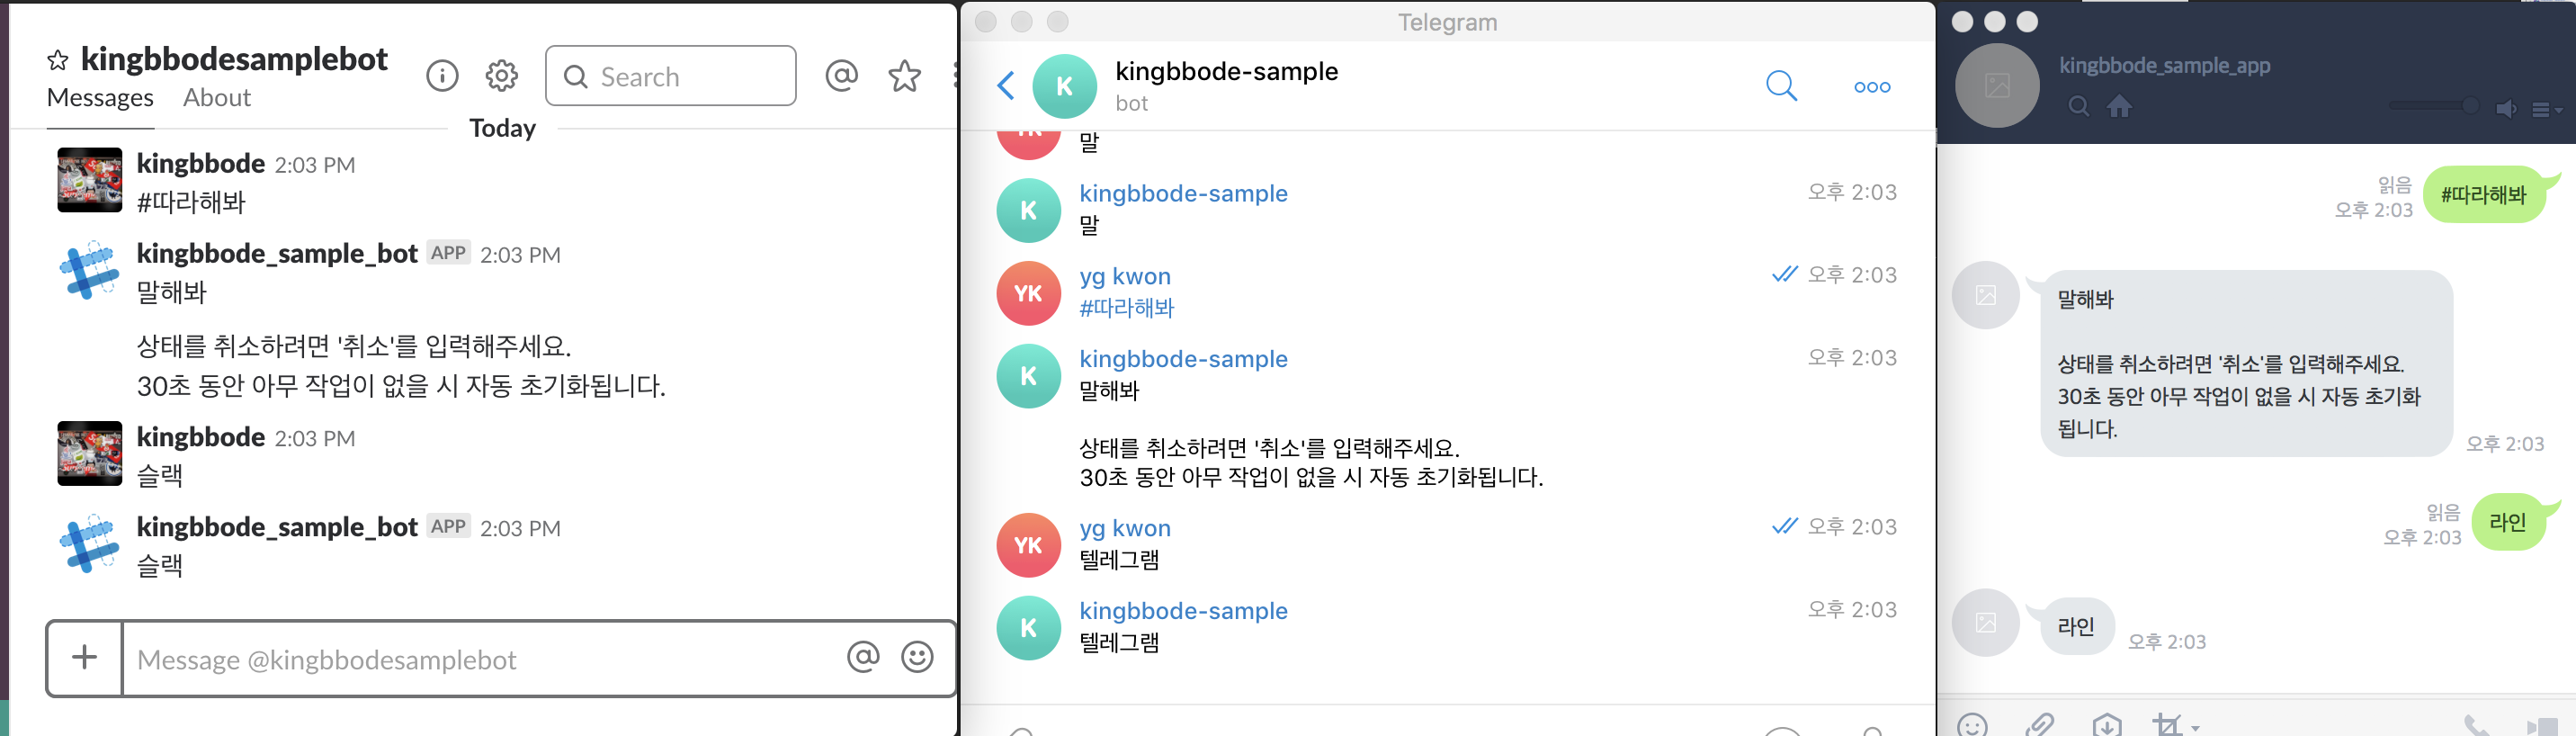 kingbbodesamplebot
Messages About
Search
Today
kingbbode 2:03 PM
#따라해봐
kingbbode_sample_bot APP 2:03 PM
말해봐
상태를 취소하려면 '취소'를 입력해주세요.
30초 동안 아무 작업이 없을 시 자동 초기화됩니다.
kingbbode 2:03 PM
슬랙
kingbbode_sample_bot APP 2:03 PM
슬랙
Message @kingbbodesamplebot
Telegram
K
kingbbode-sample
bot
말
kingbbode-sample 오후 2:03
K
말
yg kwon 오후 2:03
YK
#따라해봐
kingbbode-sample 오후 2:03
K
말해봐
상태를 취소하려면 '취소'를 입력해주세요.
30초 동안 아무 작업이 없을 시 자동 초기화됩니다.
yg kwon 오후 2:03
YK
텔레그램
kingbbode-sample 오후 2:03
K
텔레그램
kingbbode_sample_app
읽음
오후 2:03
#따라해봐
말해봐
상태를 취소하려면 '취소'를 입력해주세요.
30초 동안 아무 작업이 없을 시 자동 초기화
됩니다.
오후 2:03
읽음
오후 2:03
라인
라인
오후 2:03